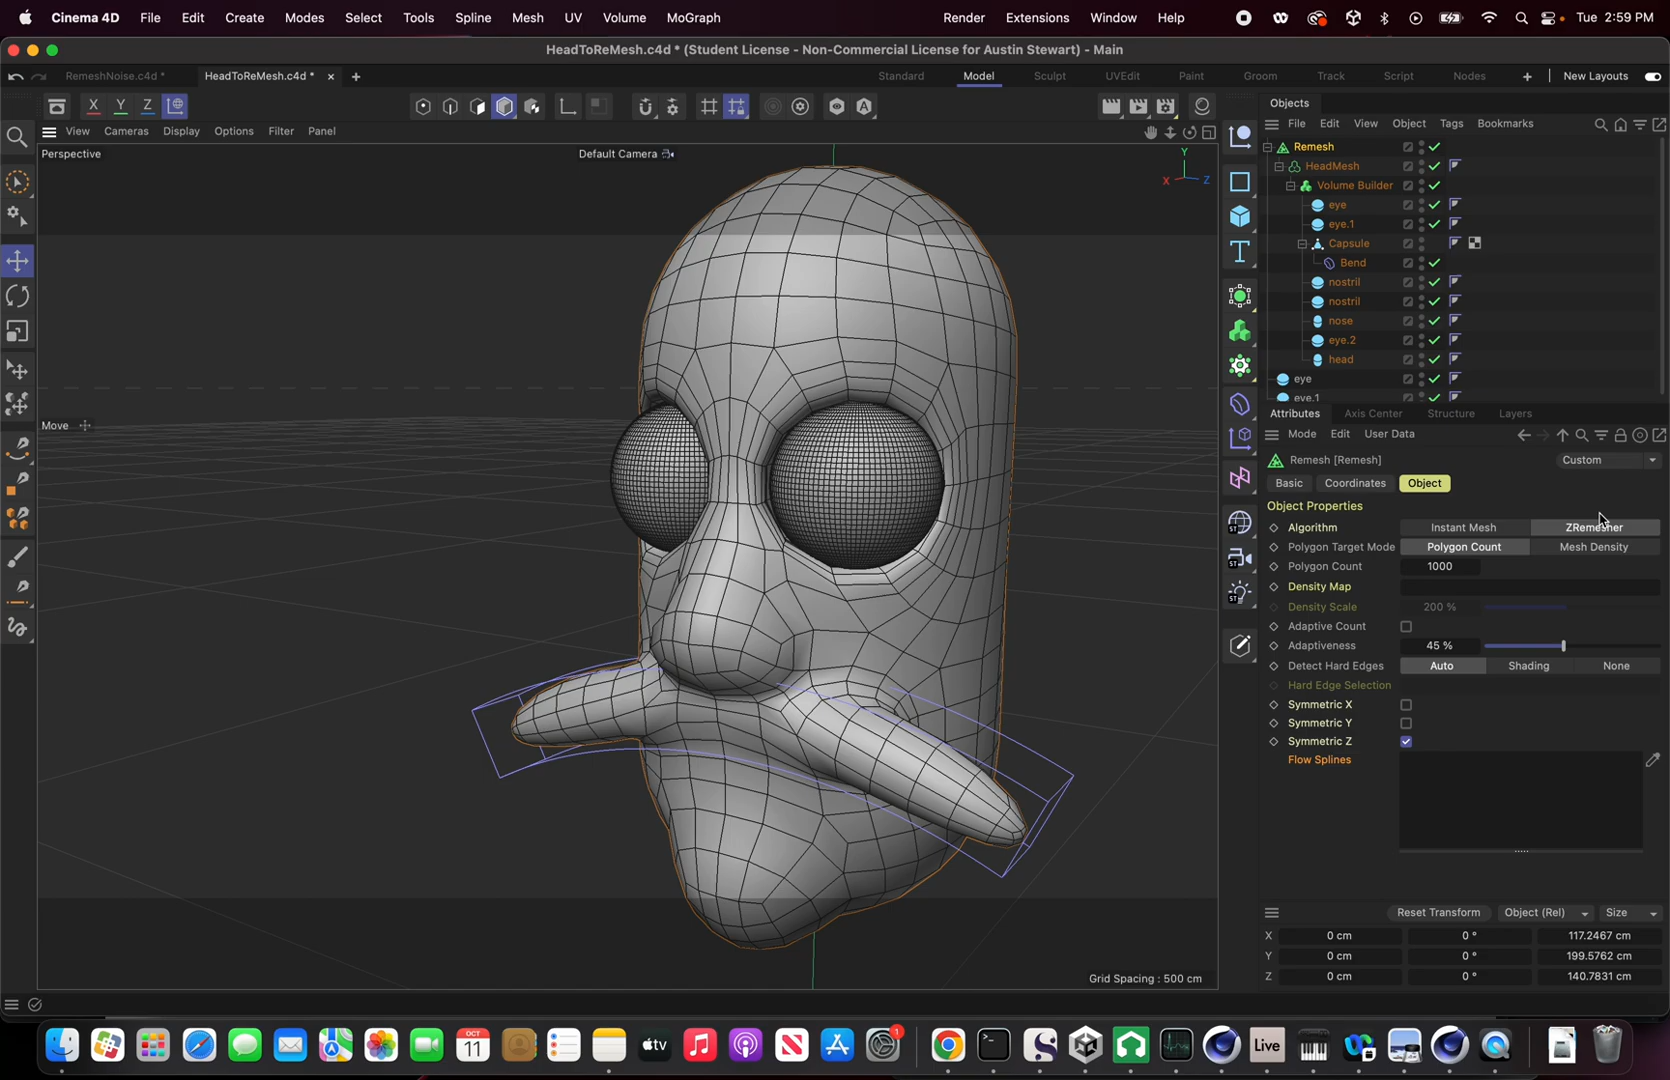 Cinema 4D File Edit Create Modes Select Tools Spline Mesh UV Volume MoGraph Render Extensions Window Help Tue 2:59 PM
HeadToReMesh.c4d * (Student License - Non-Commercial License for Austin Stewart) - Main
RemeshNoise.c4d * HeadToReMesh.c4d * × + Standard Model Sculpt UVEdit Paint Groom Track Script Nodes + New Layouts
X Y Z Objects
View Cameras Display Options Filter Panel File Edit View Object Tags Bookmarks
Perspective Default Camera Y X Z
Remesh
HeadMesh
Volume Builder
eye
eye.1
Capsule
Bend
nostril
nostril
nose
eye.2
head
eye
eye.1
Attributes Axis Center Structure Layers
Move
Mode Edit User Data
Remesh [Remesh] Custom
Basic Coordinates Object
Object Properties
Algorithm Instant Mesh ZRemesher
Polygon Target Mode Polygon Count Mesh Density
Polygon Count 1000
Density Map
Density Scale 200 %
Adaptive Count
Adaptiveness 45 %
Detect Hard Edges Auto Shading None
Hard Edge Selection
Symmetric X
Symmetric Y
Symmetric Z
Flow Splines
Reset Transform Object (Rel) Size
X 0 cm 0 ° 117.2467 cm
Y 0 cm 0 ° 199.5762 cm
Z 0 cm 0 ° 140.7831 cm
Grid Spacing : 500 cm
OCT
11
tv
Live
1